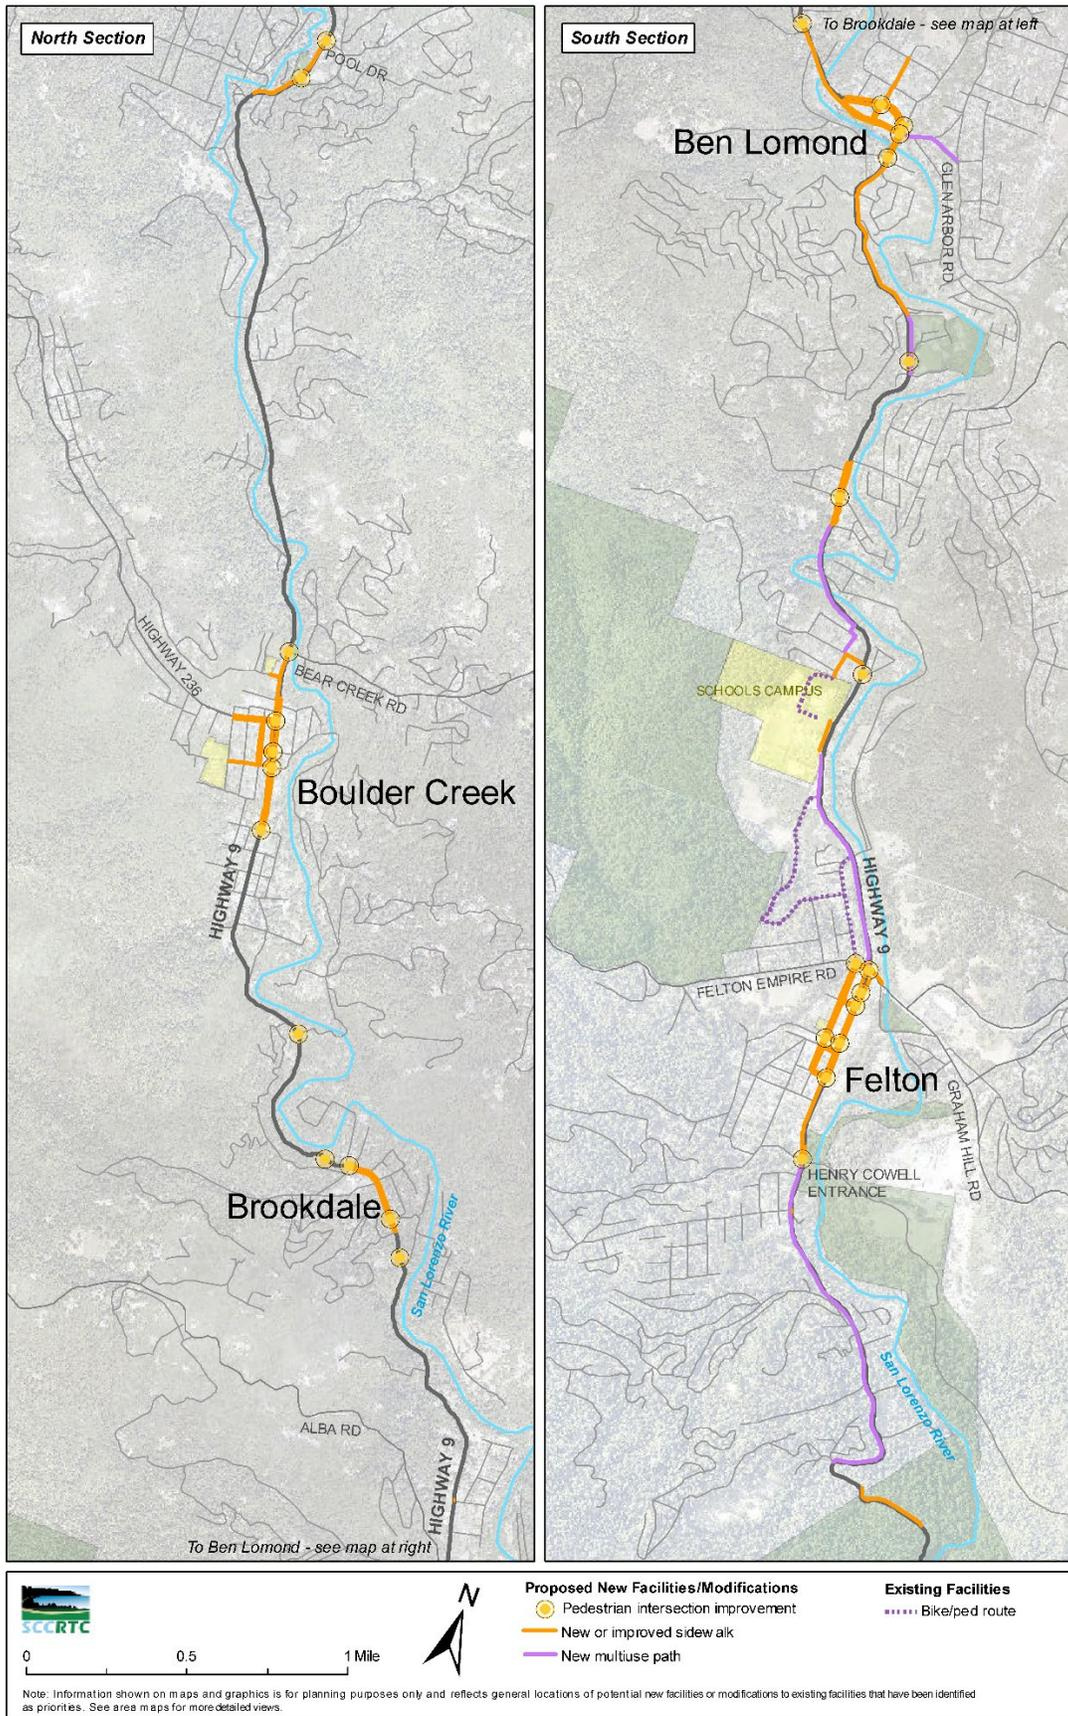 North Section
POOL DR
HIGHWAY 236
BEAR CREEK RD
Boulder Creek
HIGHWAY 9
Brookdale
San Lorenzo River
ALBA RD
HIGHWAY 9
To Ben Lomond - see map at right
South Section
To Brookdale - see map at left
Ben Lomond
GLEN ARBOR RD
SCHOOLS CAMPUS
HIGHWAY 9
FELTON EMPIRE RD
Felton
GRAHAM HILL RD
HENRY COWELL
ENTRANCE
San Lorenzo River
SCCRTC
0 0.5 1 Mile
N
Proposed New Facilities/Modifications
Pedestrian intersection improvement
New or improved sidewalk
New multiuse path
Existing Facilities
Bike/ped route
Note: Information shown on maps and graphics is for planning purposes only and reflects general locations of potential new facilities or modifications to existing facilities that have been identified
as priorities. See area maps for more detailed views.